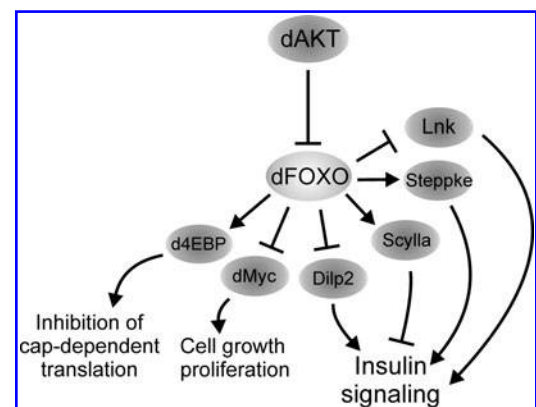 dAKT
Lnk
dFOXO
Steppke
d4EBP
Scylla
dMyc
Dilp2
Inhibition of
cap-dependent
translation
Cell growth
proliferation
Insulin
signaling